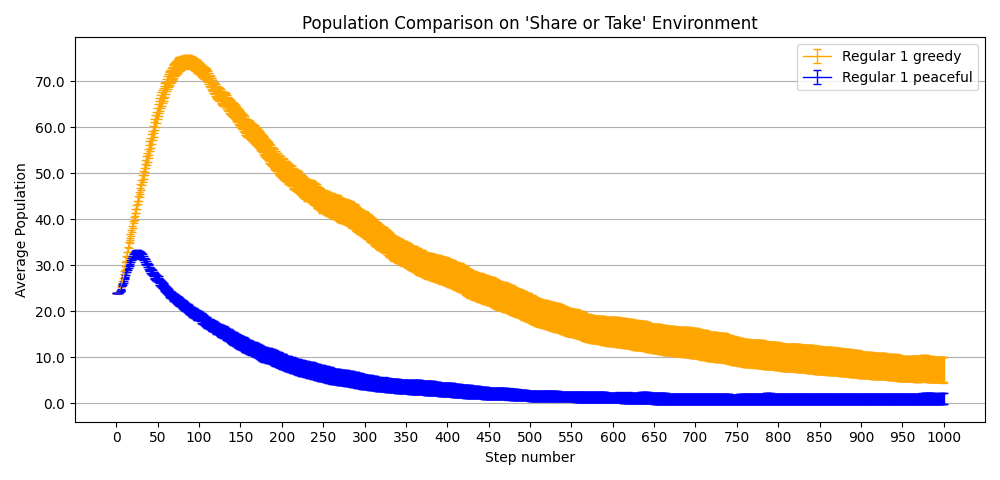 Population Comparison on 'Share or Take' Environment
Regular 1 greedy
Regular 1 peaceful
Average Population
70.0
60.0
50.0
40.0
30.0
20.0
10.0
0.0
0 50 100 150 200 250 300 350 400 450 500 550 600 650 700 750 800 850 900 950 1000
Step number